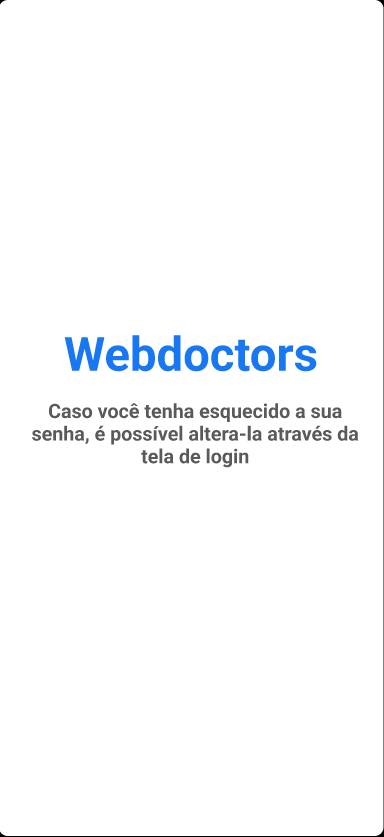 Webdoctors
Caso você tenha esquecido a sua
senha, é possível altera-la através da
tela de login